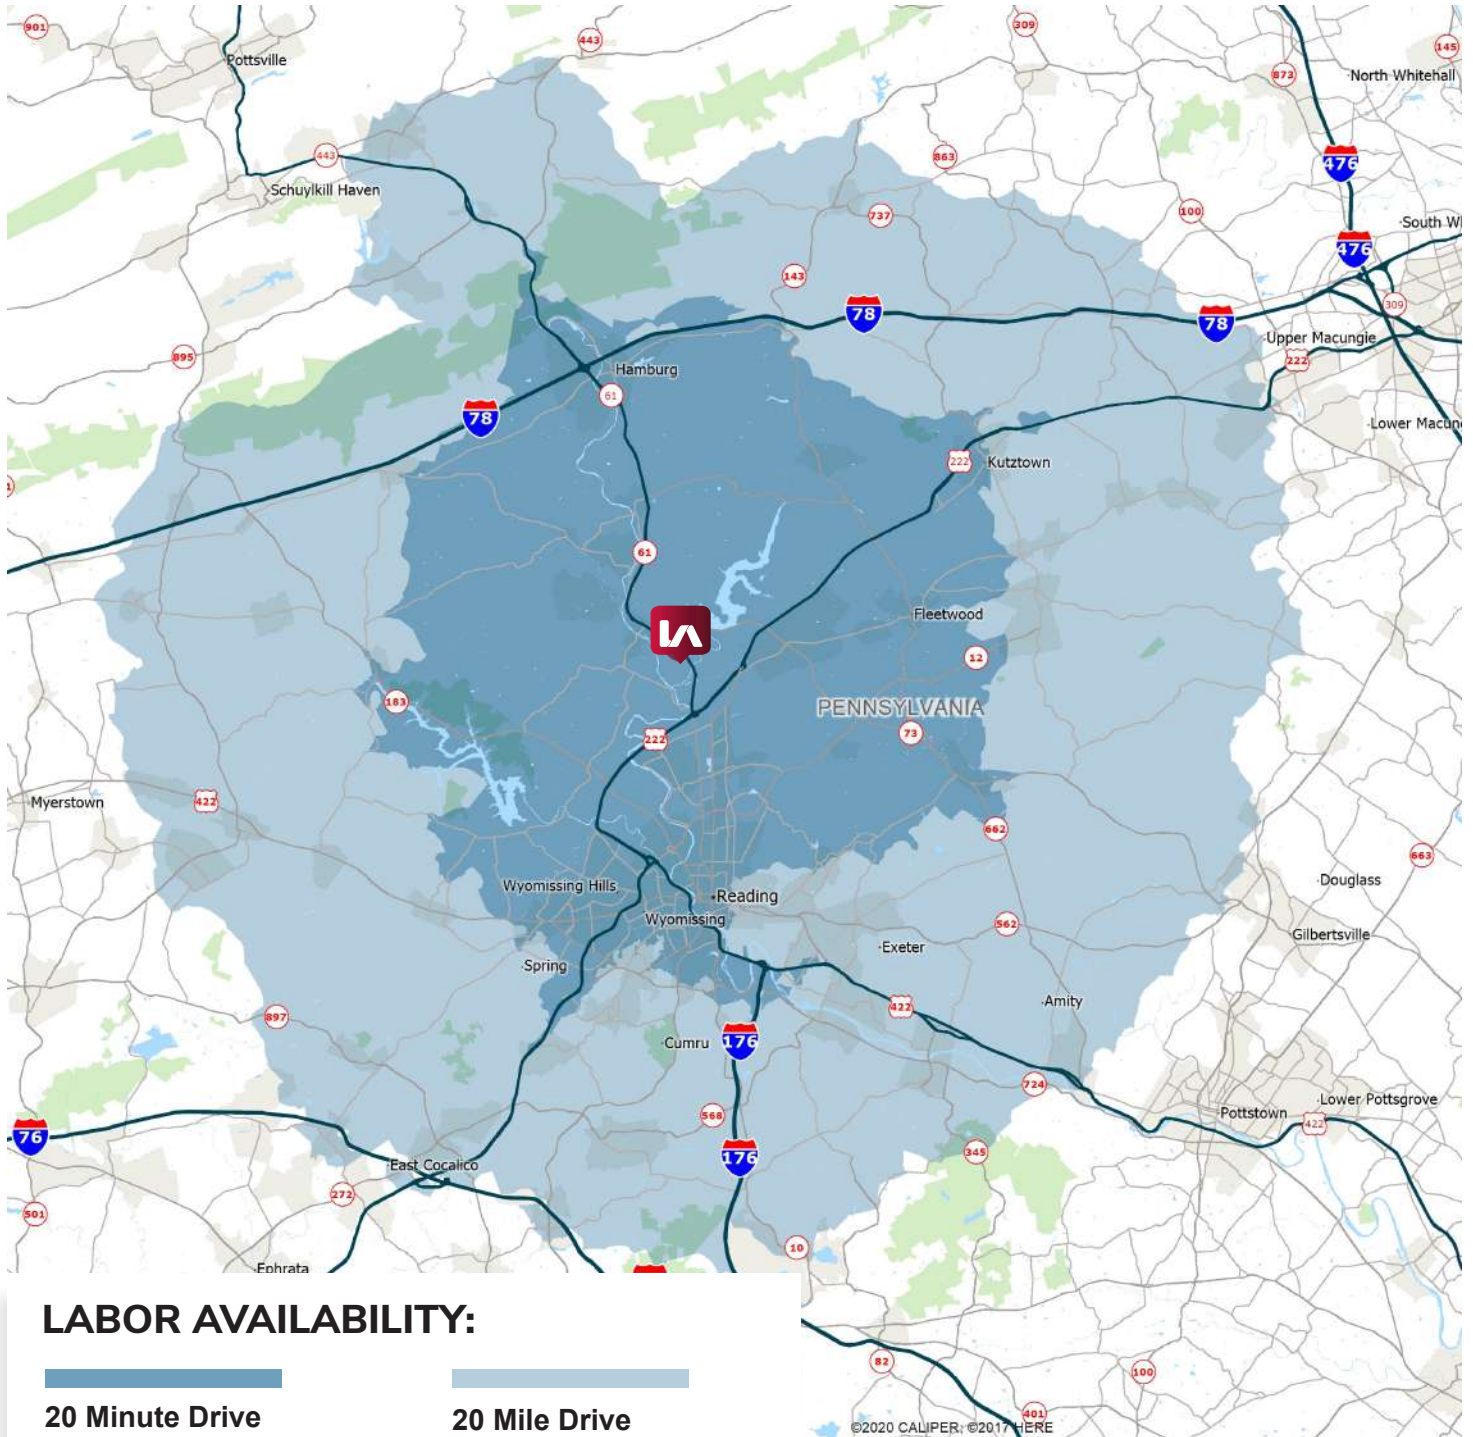 901
443
309
145
Pottsville
873
North Whitehall
443
863
476
Schuylkill Haven
737
100
South W
476
143
309
78
78
Upper Macungie
895
222
Hamburg
61
78
Lower Macun
222
Kutztown
61
Fleetwood
12
183
PENNSYLVANIA
73
222
Myerstown
422
662
663
Wyomissing Hills
Reading
Douglass
Wyomissing
562
Gilbertsville
Exeter
Spring
422
Amity
897
Cumru
176
724
Lower Pottsgrove
568
Pottstown
422
76
345
176
East Cocalico
272
501
10
Ephrata
LABOR AVAILABILITY:
20 Minute Drive
20 Mile Drive
82
100
401
©2020 CALIPER; ©2017 HERE